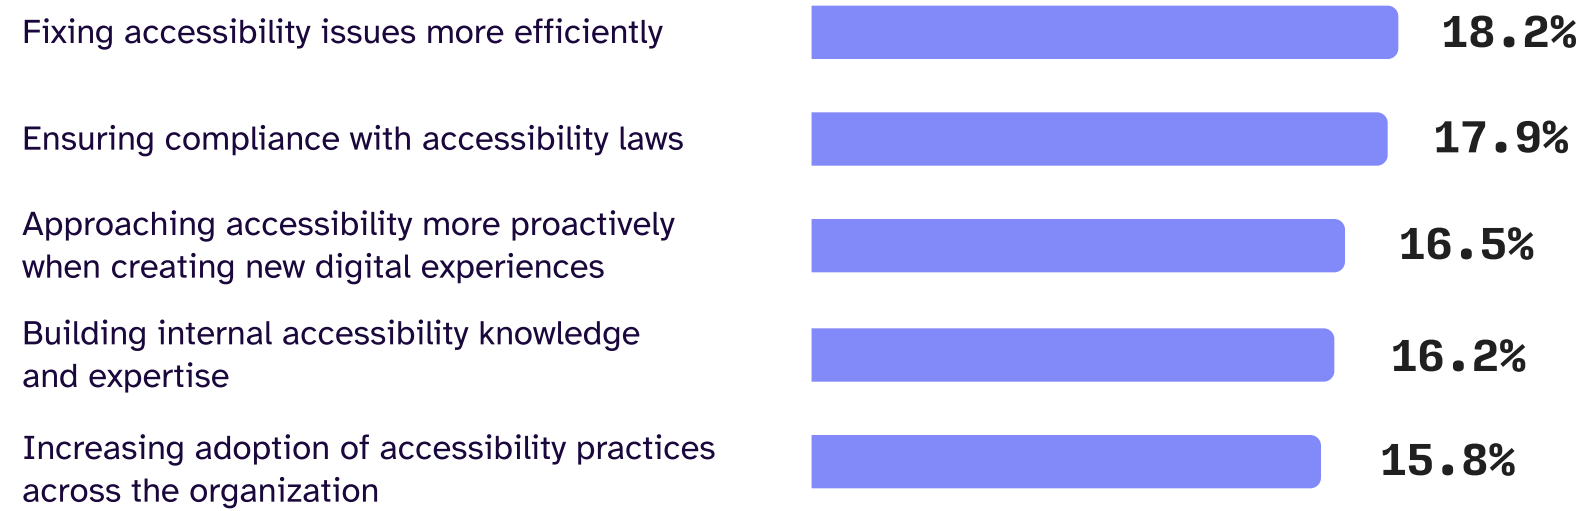 Fixing accessibility issues more efficiently
18.2%
Ensuring compliance with accessibility laws
17.9%
Approaching accessibility more proactively
when creating new digital experiences
16.5%
Building internal accessibility knowledge
and expertise
16.2%
Increasing adoption of accessibility practices
across the organization
15.8%